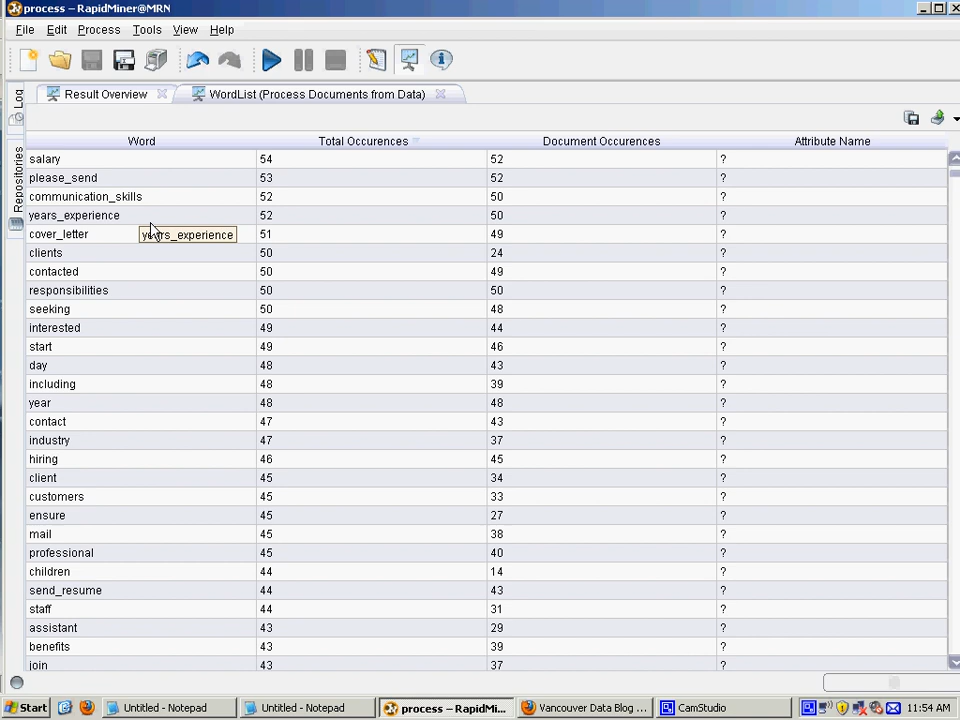 process – RapidMiner@MRN
File Edit Process Tools View Help
Result Overview WordList (Process Documents from Data)
Log
Repositories
Word Total Occurences Document Occurences Attribute Name
salary 54 52 ?
please_send 53 52 ?
communication_skills 52 50 ?
years_experience 52 50 ?
cover_letter 51 49 ?
years_experience
clients 50 24 ?
contacted 50 49 ?
responsibilities 50 50 ?
seeking 50 48 ?
interested 49 44 ?
start 49 46 ?
day 48 43 ?
including 48 39 ?
year 48 48 ?
contact 47 43 ?
industry 47 37 ?
hiring 46 45 ?
client 45 34 ?
customers 45 33 ?
ensure 45 27 ?
mail 45 38 ?
professional 45 40 ?
children 44 14 ?
send_resume 44 43 ?
staff 44 31 ?
assistant 43 29 ?
benefits 43 39 ?
join 43 37 ?
Start Untitled - Notepad Untitled - Notepad process – RapidMi... Vancouver Data Blog ... CamStudio 11:54 AM